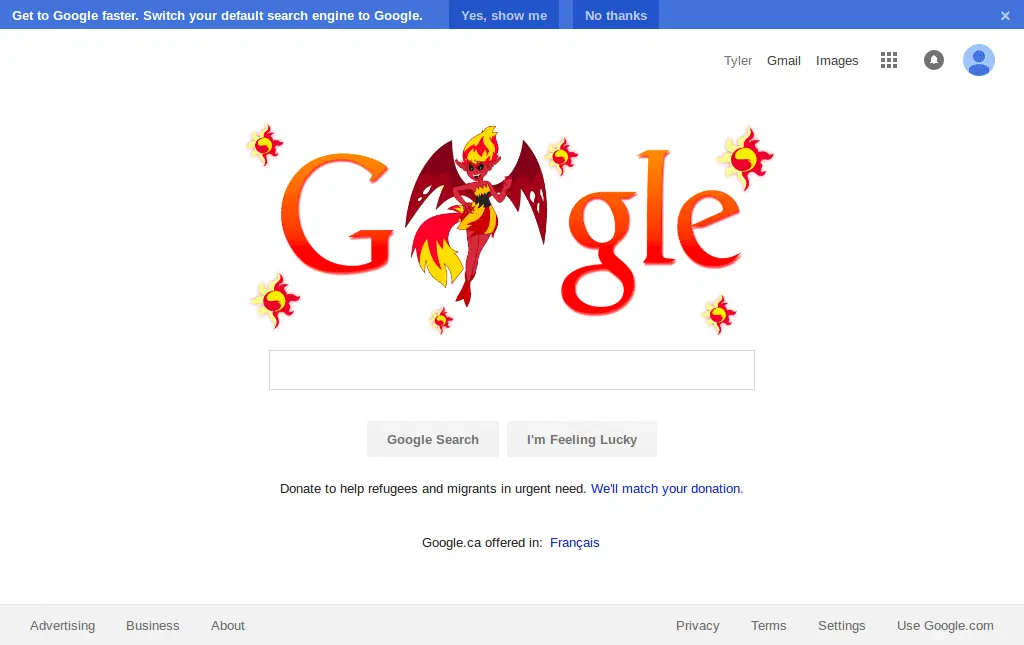 Get to Google faster. Switch your default search engine to Google. Yes, show me No thanks ×
Tyler Gmail Images
Google
Google Search I'm Feeling Lucky
Donate to help refugees and migrants in urgent need. We'll match your donation.
Google.ca offered in: Français
Advertising Business About Privacy Terms Settings Use Google.com